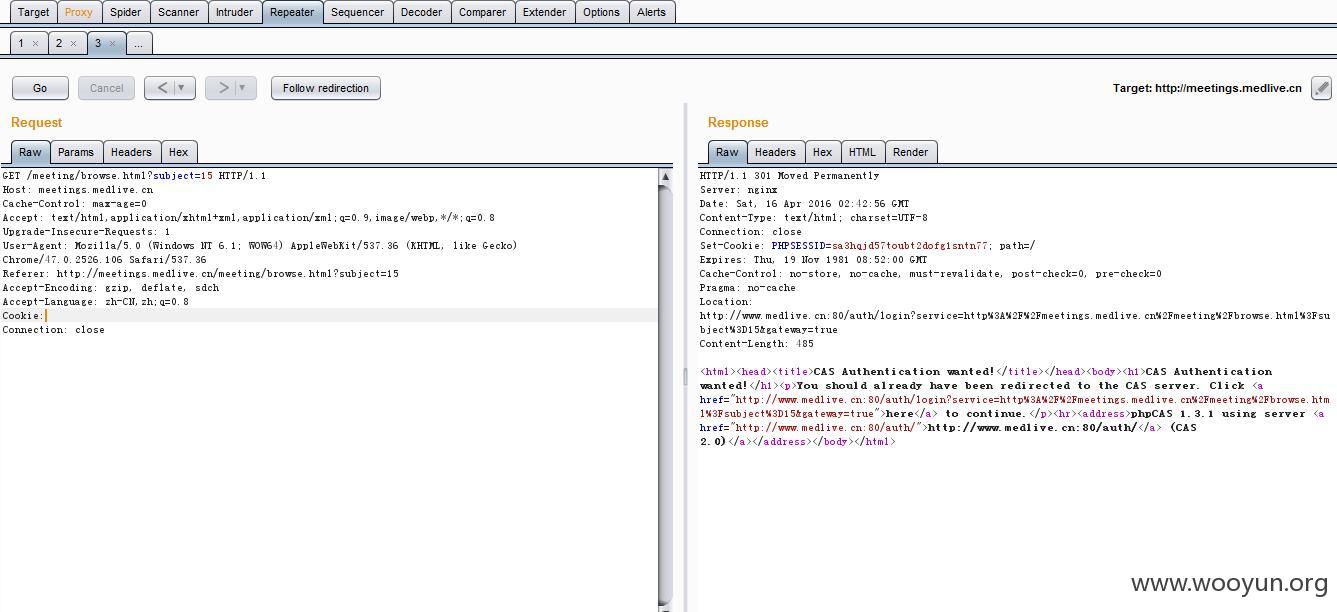 Target Proxy Spider Scanner Intruder Repeater Sequencer Decoder Comparer Extender Options Alerts
1 × 2 × 3 × ...
Go Cancel < ▼ > ▼ Follow redirection Target: http://meetings.medlive.cn
Request
Raw Params Headers Hex
GET /meeting/browse.html?subject=15 HTTP/1.1
Host: meetings.medlive.cn
Cache-Control: max-age=0
Accept: text/html,application/xhtml+xml,application/xml;q=0.9,image/webp,*/*;q=0.8
Upgrade-Insecure-Requests: 1
User-Agent: Mozilla/5.0 (Windows NT 6.1; WOW64) AppleWebKit/537.36 (KHTML, like Gecko)
Chrome/47.0.2526.106 Safari/537.36
Referer: http://meetings.medlive.cn/meeting/browse.html?subject=15
Accept-Encoding: gzip, deflate, sdch
Accept-Language: zh-CN,zh;q=0.8
Cookie:
Connection: close
Response
Raw Headers Hex HTML Render
HTTP/1.1 301 Moved Permanently
Server: nginx
Date: Sat, 16 Apr 2016 02:42:56 GMT
Content-Type: text/html; charset=UTF-8
Connection: close
Set-Cookie: PHPSESSID=sa3hqjd57toubt2dofg1sntn77; path=/
Expires: Thu, 19 Nov 1981 08:52:00 GMT
Cache-Control: no-store, no-cache, must-revalidate, post-check=0, pre-check=0
Pragma: no-cache
Location:
http://www.medlive.cn:80/auth/login?service=http%3A%2F%2Fmeetings.medlive.cn%2Fmeeting%2Fbrowse.html%3Fsu
bject%3D15&gateway=true
Content-Length: 485
<html><head><title>CAS Authentication wanted!</title></head><body><h1>CAS Authentication
wanted!</h1><p>You should already have been redirected to the CAS server. Click <a
href="http://www.medlive.cn:80/auth/login?service=http%3A%2F%2Fmeetings.medlive.cn%2Fmeeting%2Fbrowse.htm
l%3Fsubject%3D15&gateway=true">here</a> to continue.</p><hr><address>phpCAS 1.3.1 using server <a
href="http://www.medlive.cn:80/auth/">http://www.medlive.cn:80/auth/</a> (CAS
2.0)</a></address></body></html>
www.wooyun.org